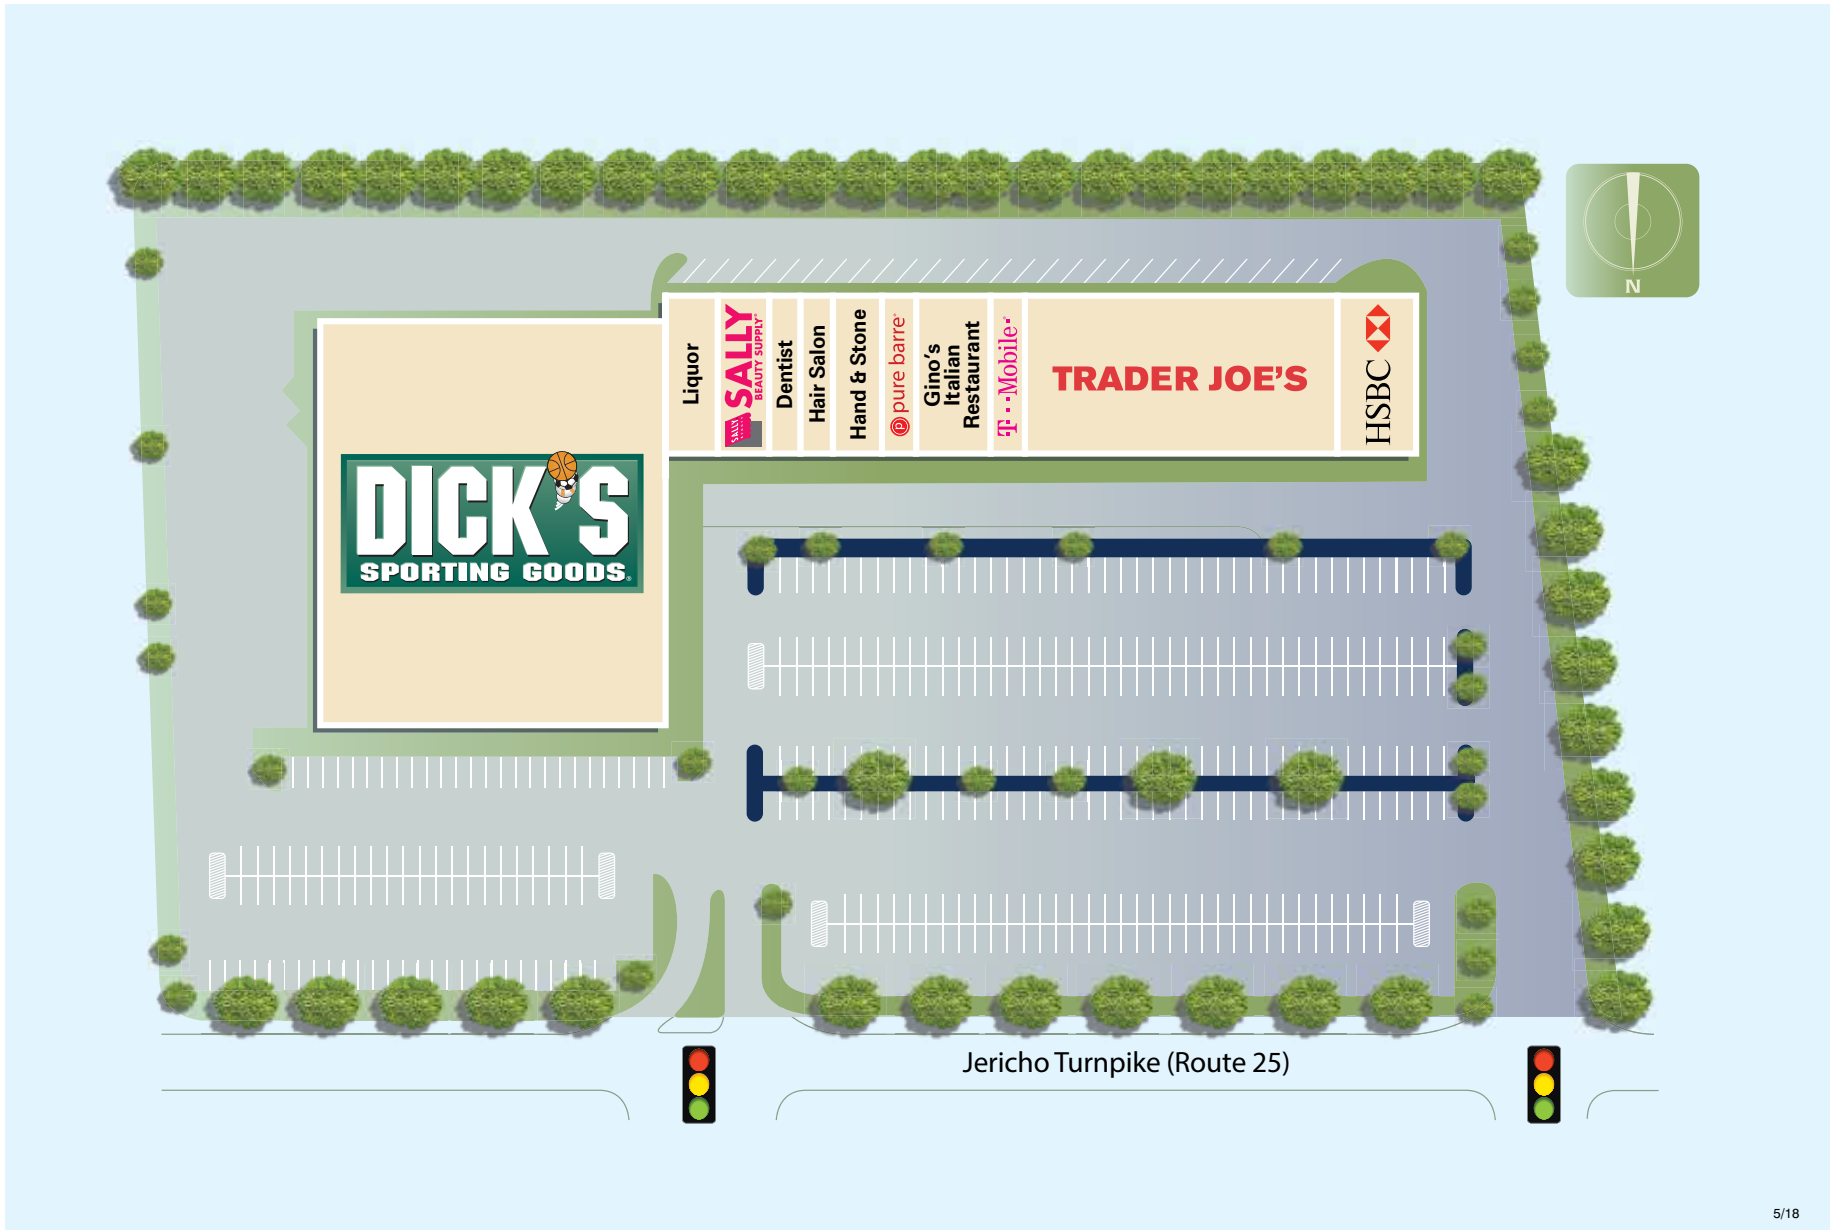 N
Liquor
SALLY
SALLY
BEAUTY SUPPLY®
Dentist
Hair Salon
Hand & Stone
p pure barre®
Gino's
Italian
Restaurant
T··Mobile·®
TRADER JOE'S
HSBC
DICK'S
SPORTING GOODS®
Jericho Turnpike (Route 25)
5/18